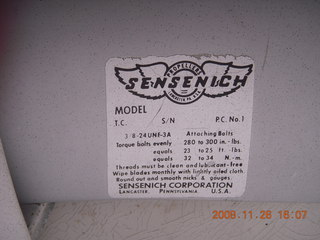 PROPELLERS
SENSENICH
MODEL
T.C. S/N P.C. No.1
3/8-24UNF-3A Attaching Bolts
Torque bolts evenly 280 to 300 in.-lbs.
equals 23 to 25 ft.-lbs
equals 32 to 34 N.-m.
Threads must be clean and lubricant-free
Wipe blades monthly with lightly oiled cloth
Round out and smooth nicks & gouges
SENSENICH CORPORATION
LANCASTER, PENNSYLVANIA U.S.A.
2008.11.28 16:07